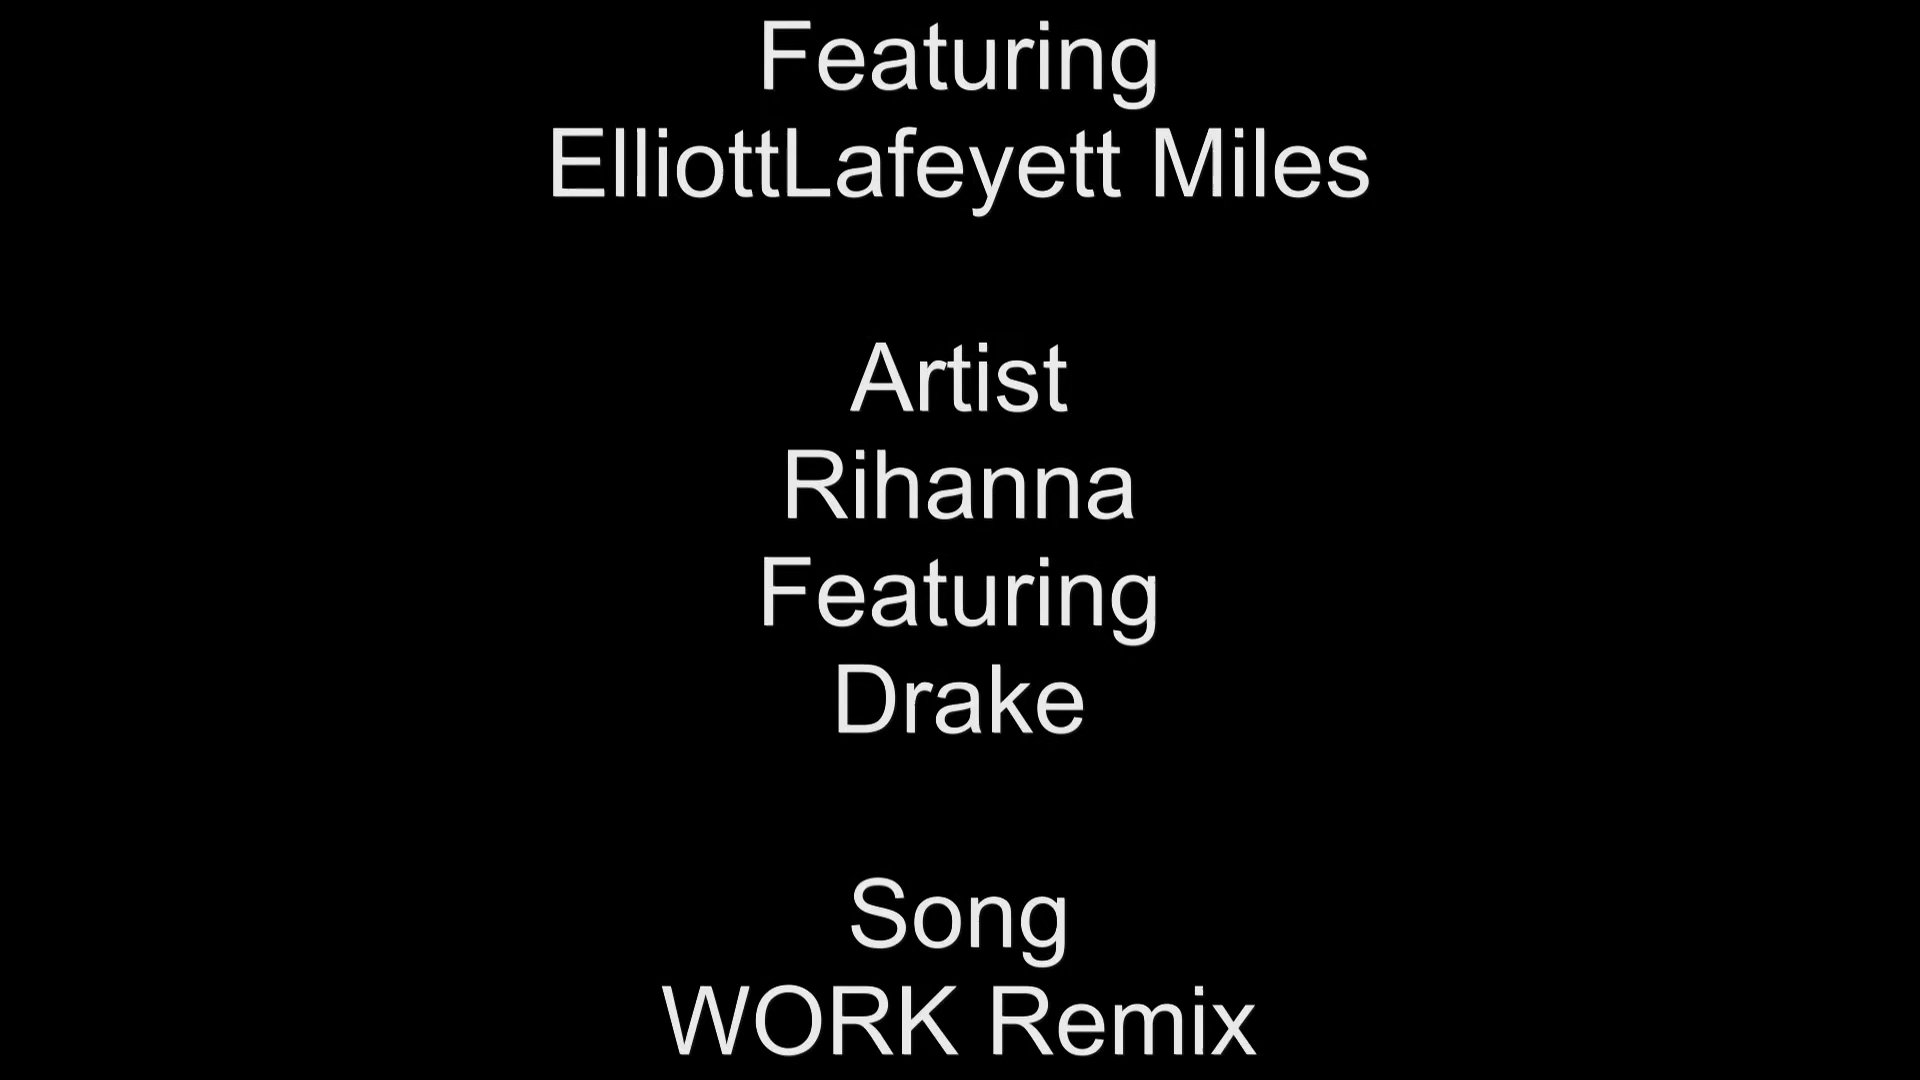 Featuring
ElliottLafeyett Miles
Artist
Rihanna
Featuring
Drake
Song
WORK Remix